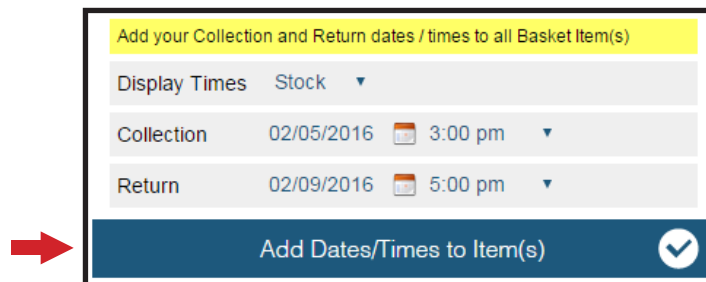 Add your Collection and Return dates / times to all Basket Item(s)
Display Times Stock
Collection 02/05/2016 3:00 pm
Return 02/09/2016 5:00 pm
Add Dates/Times to Item(s)